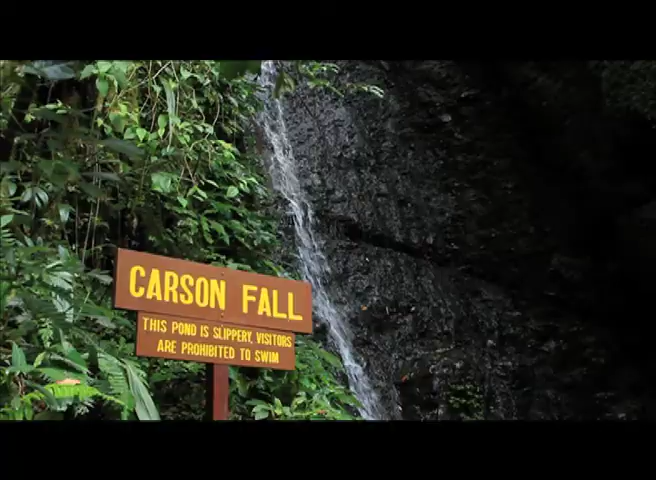 CARSON FALL
THIS POND IS SLIPPERY, VISITORS
ARE PROHIBITED TO SWIM